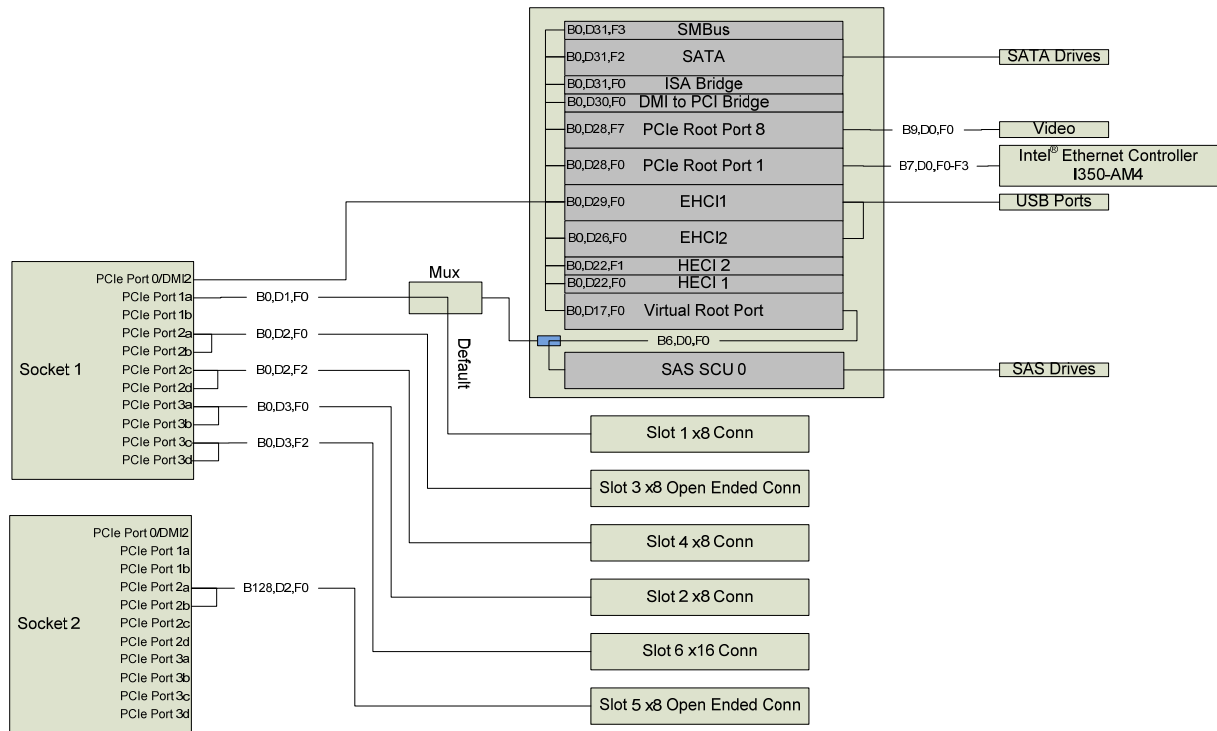 B0,D31,F3 SMBus
B0,D31,F2 SATA
SATA Drives
B0,D31,F0 ISA Bridge
B0,D30,F0 DMI to PCI Bridge
B0,D28,F7 PCIe Root Port 8
B9,D0,F0
Video
B0,D28,F0 PCIe Root Port 1
B7,D0,F0-F3
Intel® Ethernet Controller
I350-AM4
B0,D29,F0 EHCI1
USB Ports
B0,D26,F0 EHCI2
B0,D22,F1 HECI 2
B0,D22,F0 HECI 1
B0,D17,F0 Virtual Root Port
B6,D0,F0
SAS SCU 0
SAS Drives
Mux
Default
Socket 1
PCIe Port 0/DMI2
PCIe Port 1a
B0,D1,F0
PCIe Port 1b
PCIe Port 2a
B0,D2,F0
PCIe Port 2b
PCIe Port 2c
B0,D2,F2
PCIe Port 2d
PCIe Port 3a
B0,D3,F0
PCIe Port 3b
PCIe Port 3c
B0,D3,F2
PCIe Port 3d
Slot 1 x8 Conn
Slot 3 x8 Open Ended Conn
Slot 4 x8 Conn
Slot 2 x8 Conn
Slot 6 x16 Conn
Slot 5 x8 Open Ended Conn
Socket 2
PCIe Port 0/DMI2
PCIe Port 1a
PCIe Port 1b
PCIe Port 2a
B128,D2,F0
PCIe Port 2b
PCIe Port 2c
PCIe Port 2d
PCIe Port 3a
PCIe Port 3b
PCIe Port 3c
PCIe Port 3d